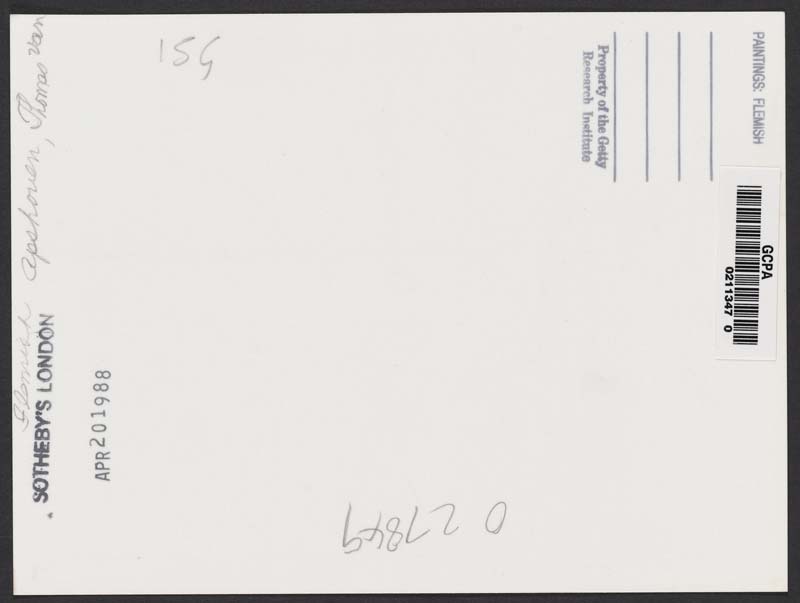 Flemish Apshoven, Thomas Van
SOTHEBY'S LONDON
APR 20 1988
159
PAINTINGS: FLEMISH
Property of the Getty
Research Institute
GCPA
0211347 0
0 27849